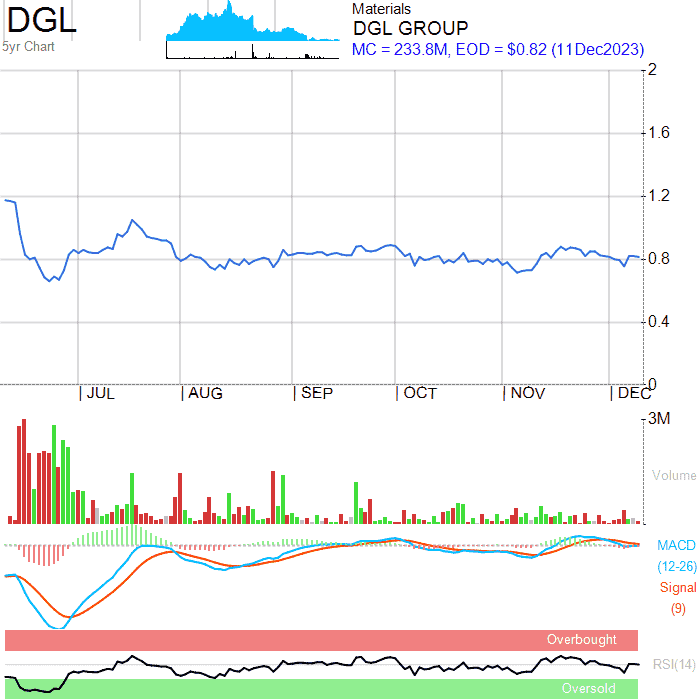 DGL
5yr Chart
Materials
DGL GROUP
MC = 233.8M, EOD = $0.82 (11Dec2023)
2
1.6
1.2
0.8
0.4
0
JUL AUG SEP OCT NOV DEC
3M
Volume
MACD
(12-26)
Signal
(9)
Overbought
RSI(14)
Oversold